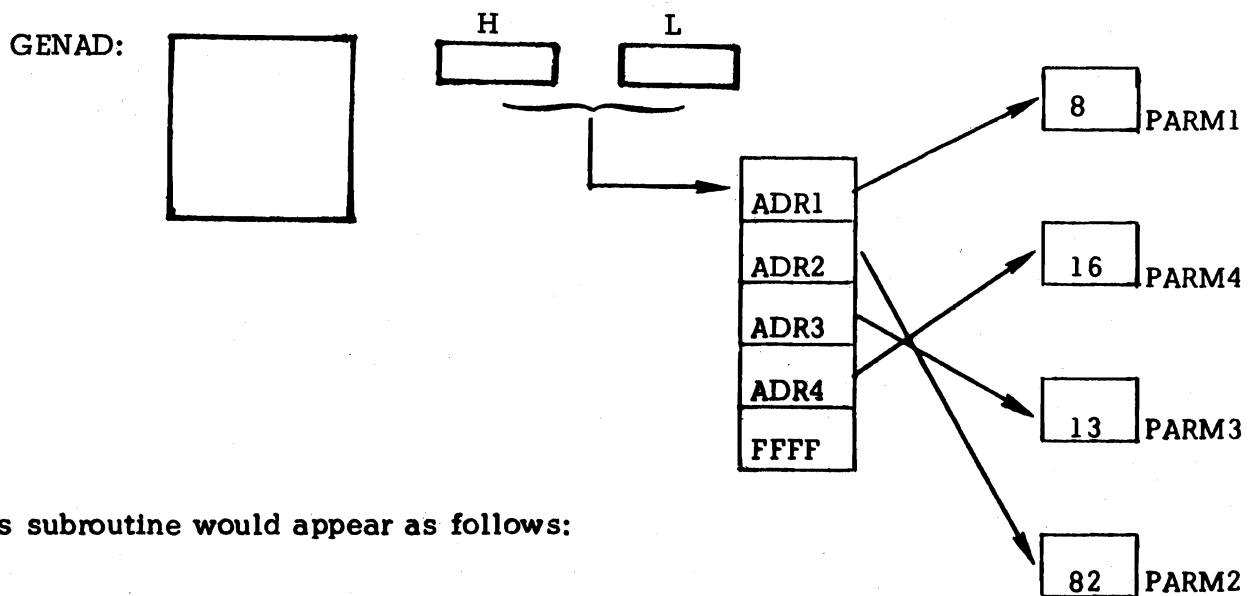 GENAD:
H L
8
PARM1
ADR1
ADR2
16
PARM4
ADR3
ADR4
13
PARM3
FFFF
s subroutine would appear as follows:
82
PARM2